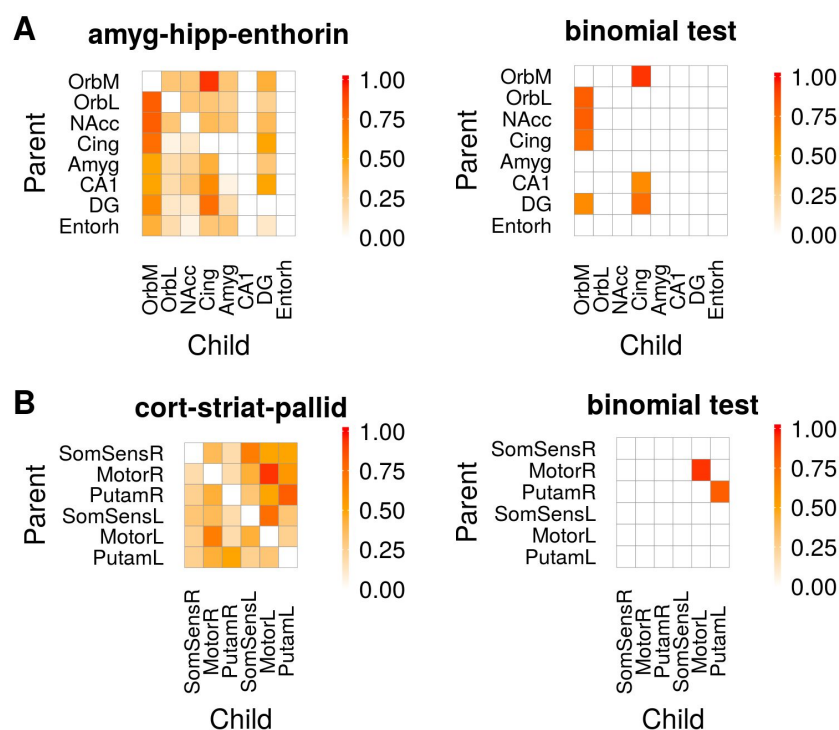 A
amyg-hipp-enthorin
binomial test
Parent
OrbM
OrbL
NAcc
Cing
Amyg
CA1
DG
Entorh
1.00
0.75
0.50
0.25
0.00
OrbM
OrbL
NAcc
Cing
Amyg
CA1
DG
Entorh
Child
Parent
OrbM
OrbL
NAcc
Cing
Amyg
CA1
DG
Entorh
1.00
0.75
0.50
0.25
0.00
OrbM
OrbL
NAcc
Cing
Amyg
CA1
DG
Entorh
Child
B
cort-striat-pallid
binomial test
Parent
SomSensR
MotorR
PutamR
SomSensL
MotorL
PutamL
1.00
0.75
0.50
0.25
0.00
SomSensR
MotorR
PutamR
SomSensL
MotorL
PutamL
Child
Parent
SomSensR
MotorR
PutamR
SomSensL
MotorL
PutamL
1.00
0.75
0.50
0.25
0.00
SomSensR
MotorR
PutamR
SomSensL
MotorL
PutamL
Child